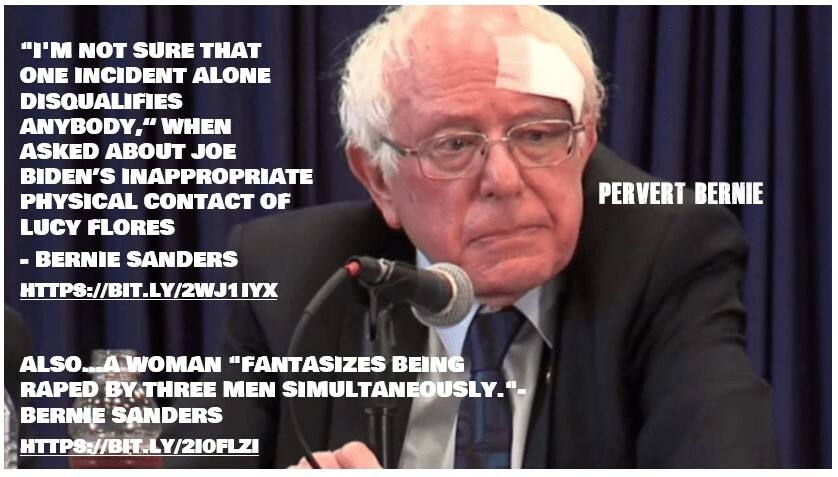 "I'M NOT SURE THAT
ONE INCIDENT ALONE
DISQUALIFIES
ANYBODY,“ WHEN
ASKED ABOUT JOE
BIDEN’S INAPPROPRIATE
PHYSICAL CONTACT OF
LUCY FLORES
- BERNIE SANDERS
HTTPS://BIT.LY/2WJ1IYX
PERVERT BERNIE
ALSO...A WOMAN "FANTASIZES BEING
RAPED BY THREE MEN SIMULTANEOUSLY."-
BERNIE SANDERS
HTTPS://BIT.LY/2I0FLZI